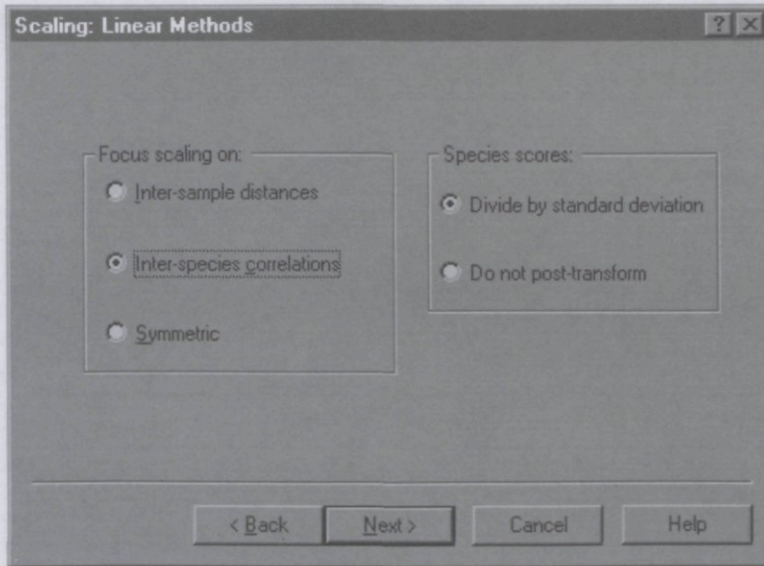 Scaling: Linear Methods
Focus scaling on:
Inter-sample distances
Inter-species correlations
Symmetric
Species scores:
Divide by standard deviation
Do not post-transform
< Back
Next >
Cancel
Help